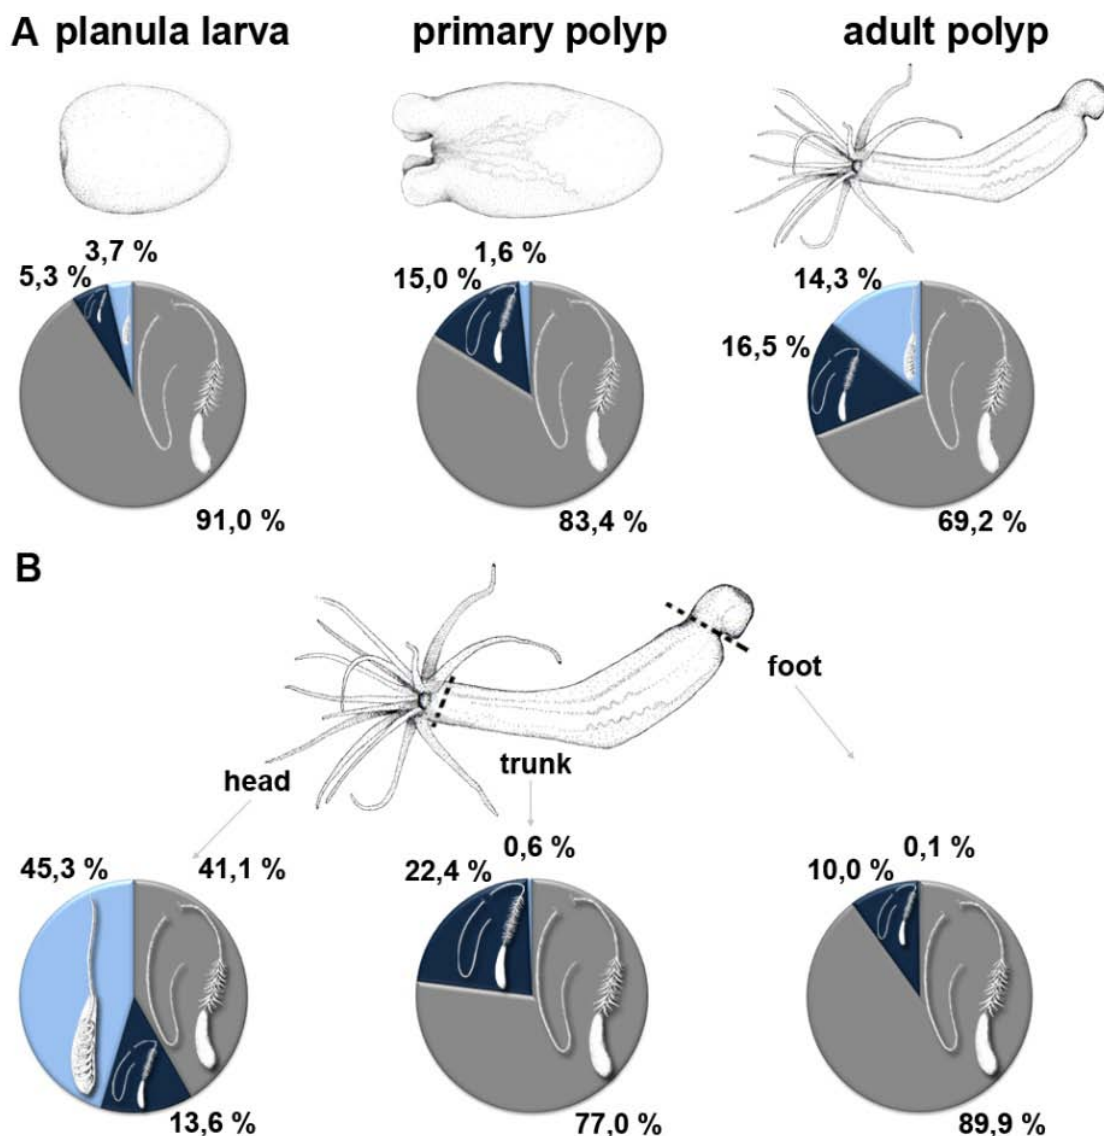 A planula larva primary polyp adult polyp
3,7 % 1,6 %
5,3 % 15,0 % 14,3 %
16,5 %
91,0 % 83,4 % 69,2 %
B
foot
trunk
head
45,3 % 41,1 % 22,4 % 0,6 % 10,0 % 0,1 %
13,6 % 77,0 % 89,9 %